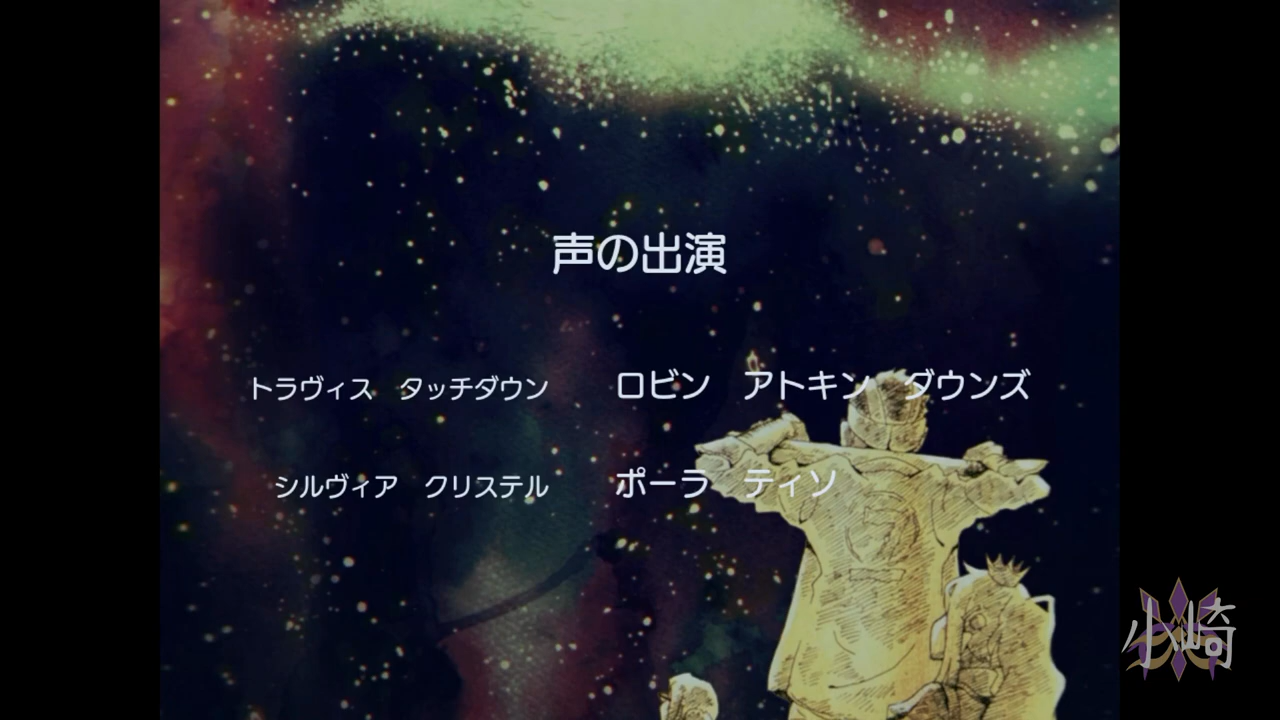 声の出演
トラヴィス　タッチダウン　ロビン　アトキン　ダウンズ
シルヴィア　クリステル　ポーラ　ティソ
小崎